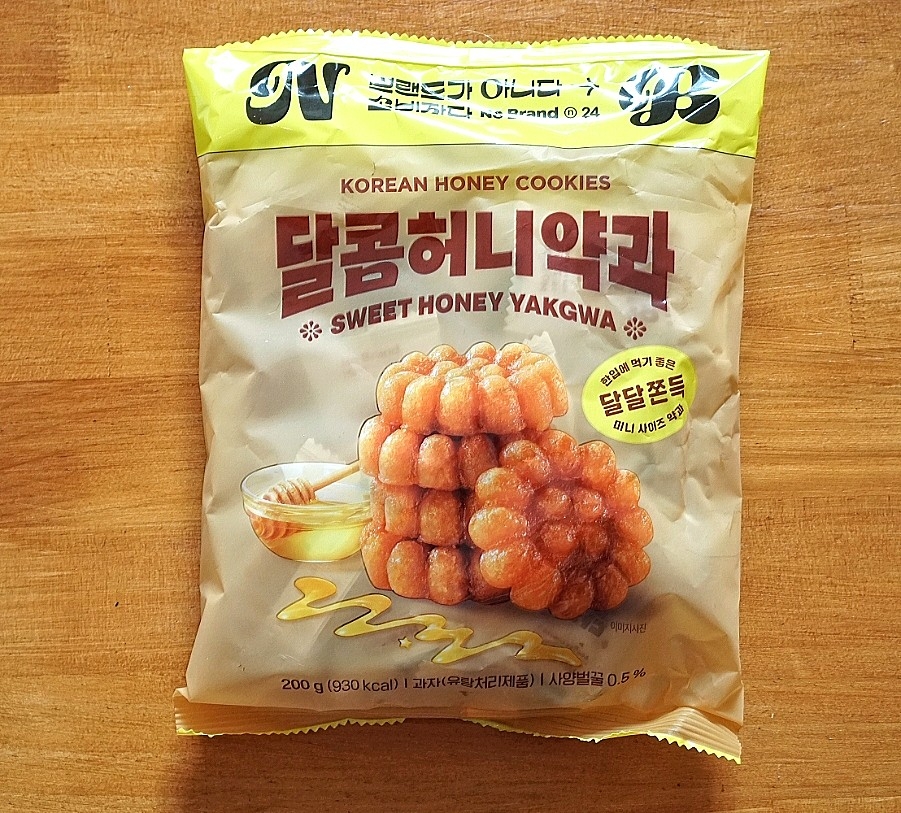 N 브랜드가 아니다 → B
소비자다 No Brand ⓝ 24
KOREAN HONEY COOKIES
달콤허니약과
SWEET HONEY YAKGWA
한입에 먹기 좋은
달달쫀득
미니 사이즈 약과
이미지사진
200 g (930 kcal) | 과자(유탕처리제품) | 사양벌꿀 0.5 %